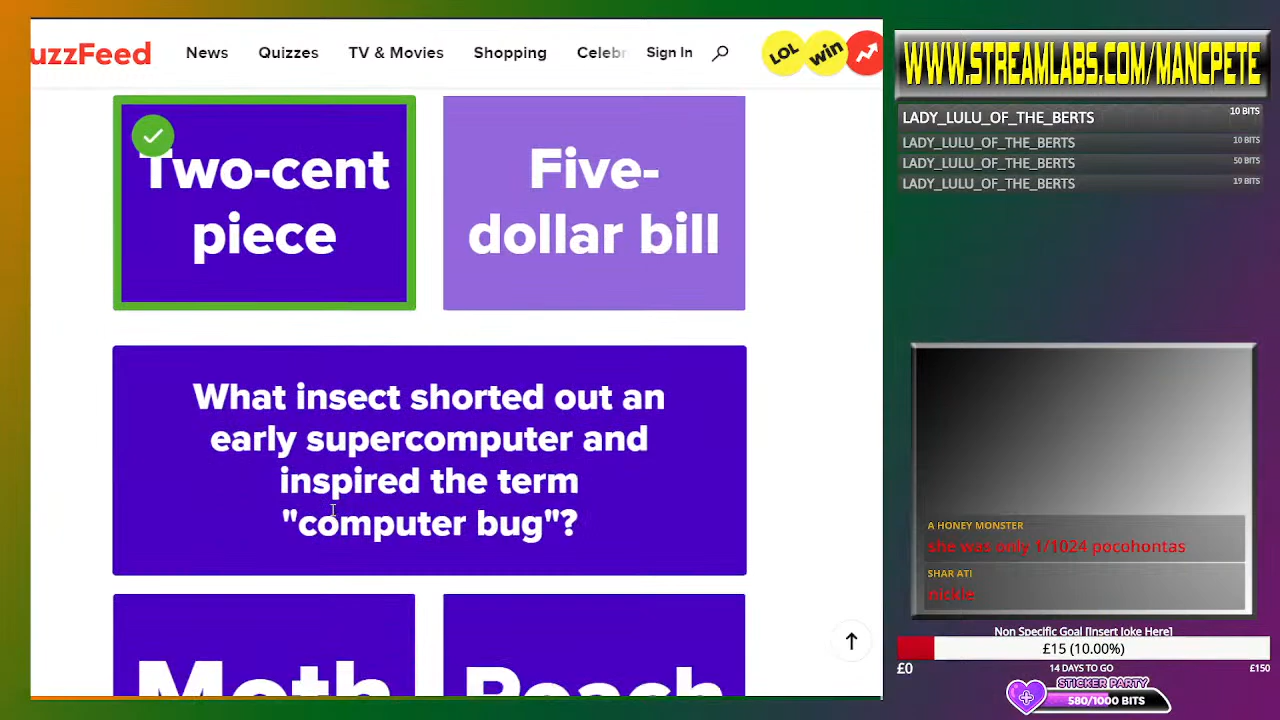 uzzFeed
News
Quizzes
TV & Movies
Shopping
Celebr
Sign In
LOL
win
Two-cent
piece
Five-
dollar bill
What insect shorted out an
early supercomputer and
inspired the term
"computer bug"?
Moth
Roach
WWW.STREAMLABS.COM/MANCPETE
LADY_LULU_OF_THE_BERTS 10 BITS
LADY_LULU_OF_THE_BERTS 10 BITS
LADY_LULU_OF_THE_BERTS 50 BITS
LADY_LULU_OF_THE_BERTS 19 BITS
A HONEY MONSTER
she was only 1/1024 pocohontas
SHAR ATI
nickle
Non Specific Goal [Insert Joke Here]
£15 (10.00%)
£0 14 DAYS TO GO £150
STICKER PARTY
580/1000 BITS